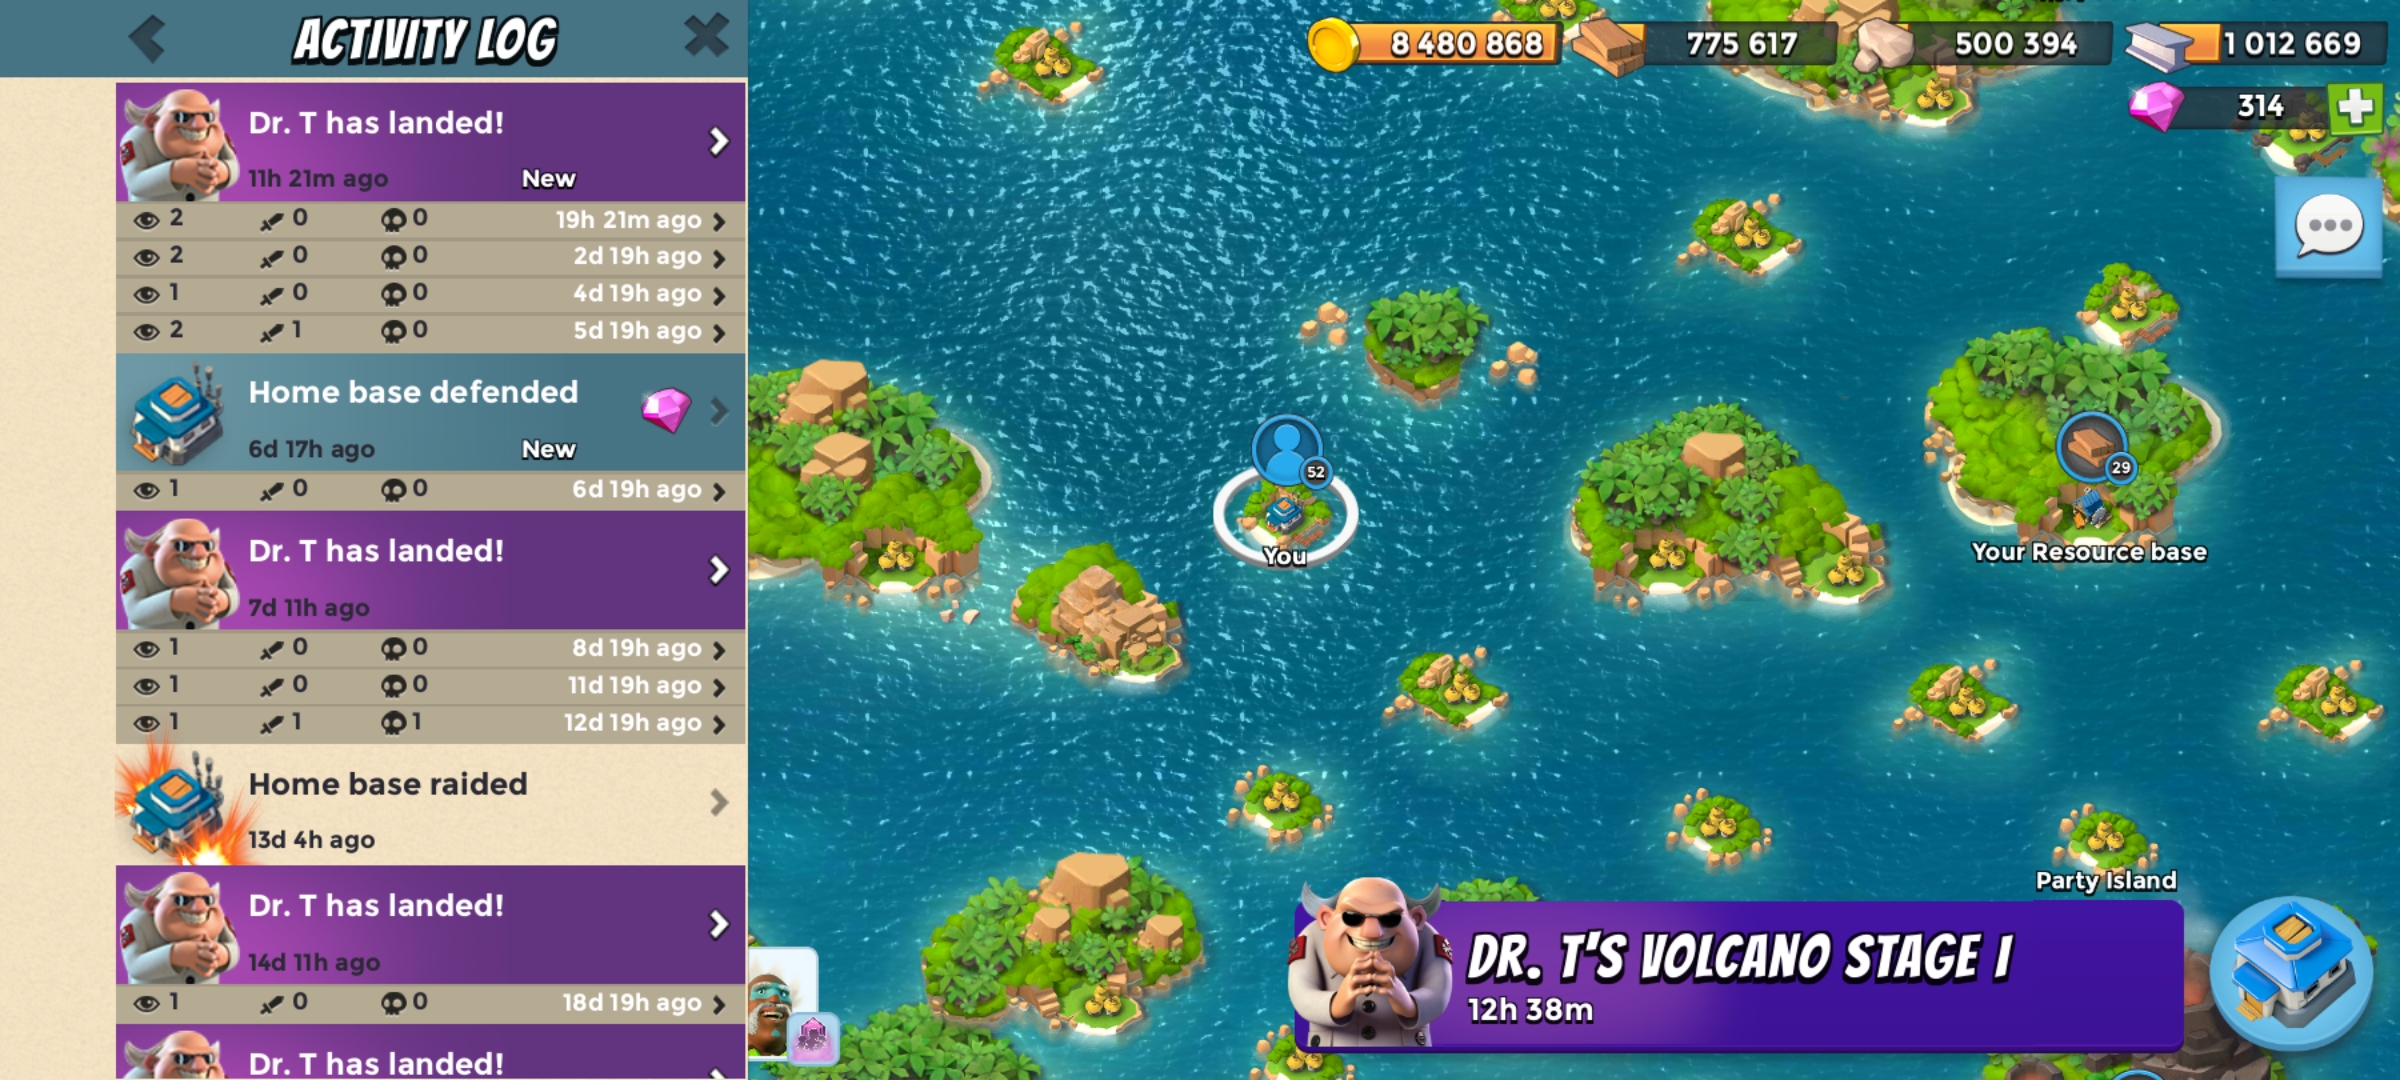 ACTIVITY LOG
Dr. T has landed!
11h 21m ago
New
2 0 0 19h 21m ago
2 0 0 2d 19h ago
1 0 0 4d 19h ago
2 1 0 5d 19h ago
Home base defended
6d 17h ago
New
1 0 0 6d 19h ago
Dr. T has landed!
7d 11h ago
1 0 0 8d 19h ago
1 0 0 11d 19h ago
1 1 1 12d 19h ago
Home base raided
13d 4h ago
Dr. T has landed!
14d 11h ago
1 0 0 18d 19h ago
Dr. T has landed!
8 480 868
775 617
500 394
1 012 669
314
52
You
29
Your Resource base
Party Island
DR. T'S VOLCANO STAGE I
12h 38m